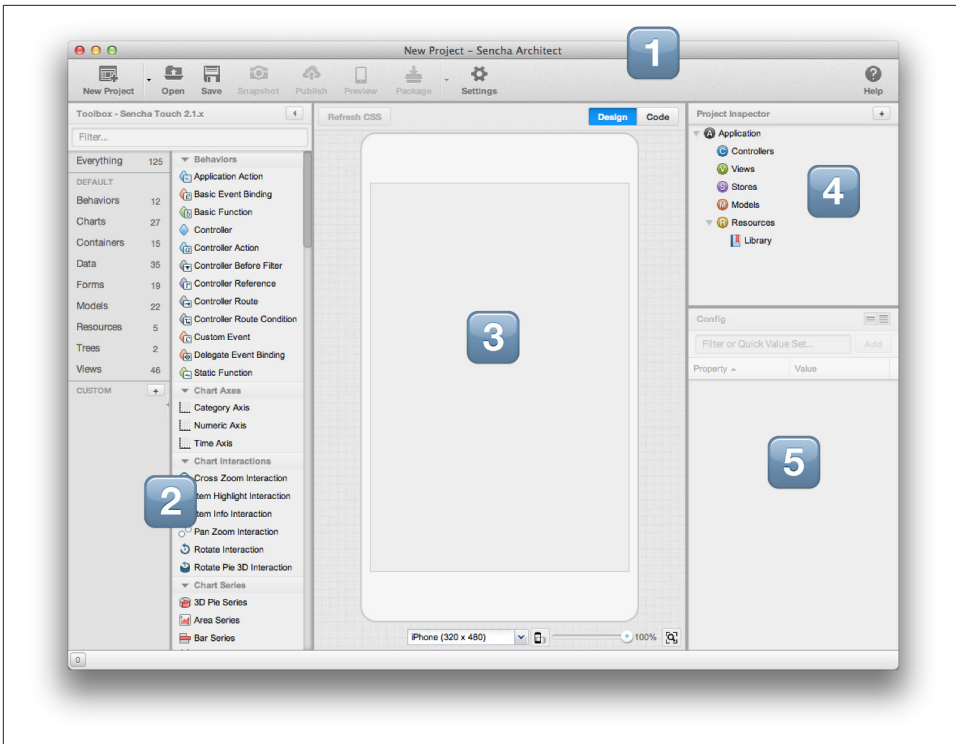 New Project – Sencha Architect
1
New Project
Open
Save
Snapshot
Publish
Preview
Package
Settings
Help
Toolbox - Sencha Touch 2.1.x
Filter...
Everything 125
DEFAULT
Behaviors 12
Charts 27
Containers 15
Data 35
Forms 19
Models 22
Resources 5
Trees 2
Views 46
CUSTOM +
Behaviors
Application Action
Basic Event Binding
Basic Function
Controller
Controller Action
Controller Before Filter
Controller Reference
Controller Route
Controller Route Condition
Custom Event
Delegate Event Binding
Static Function
Chart Axes
Category Axis
Numeric Axis
Time Axis
Chart Interactions
Cross Zoom Interaction
Item Highlight Interaction
Item Info Interaction
Pan Zoom Interaction
Rotate Interaction
Rotate Pie 3D Interaction
Chart Series
3D Pie Series
Area Series
Bar Series
2
Refresh CSS
Design
Code
3
iPhone (320 x 480)
100%
Project Inspector +
A Application
C Controllers
V Views
S Stores
M Models
R Resources
Library
4
Config
Filter or Quick Value Set...
Add
Property
Value
5
0